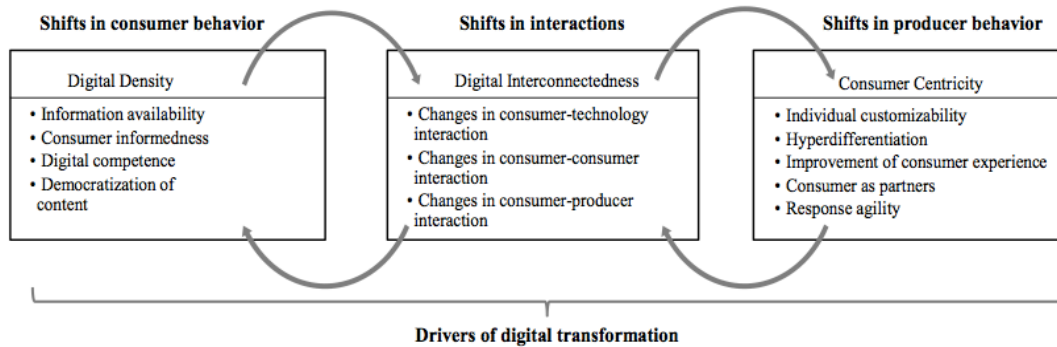 Shifts in consumer behavior
Shifts in interactions
Shifts in producer behavior
Digital Density
• Information availability
• Consumer informedness
• Digital competence
• Democratization of
content
Digital Interconnectedness
• Changes in consumer-technology
interaction
• Changes in consumer-consumer
interaction
• Changes in consumer-producer
interaction
Consumer Centricity
• Individual customizability
• Hyperdifferentiation
• Improvement of consumer experience
• Consumer as partners
• Response agility
Drivers of digital transformation